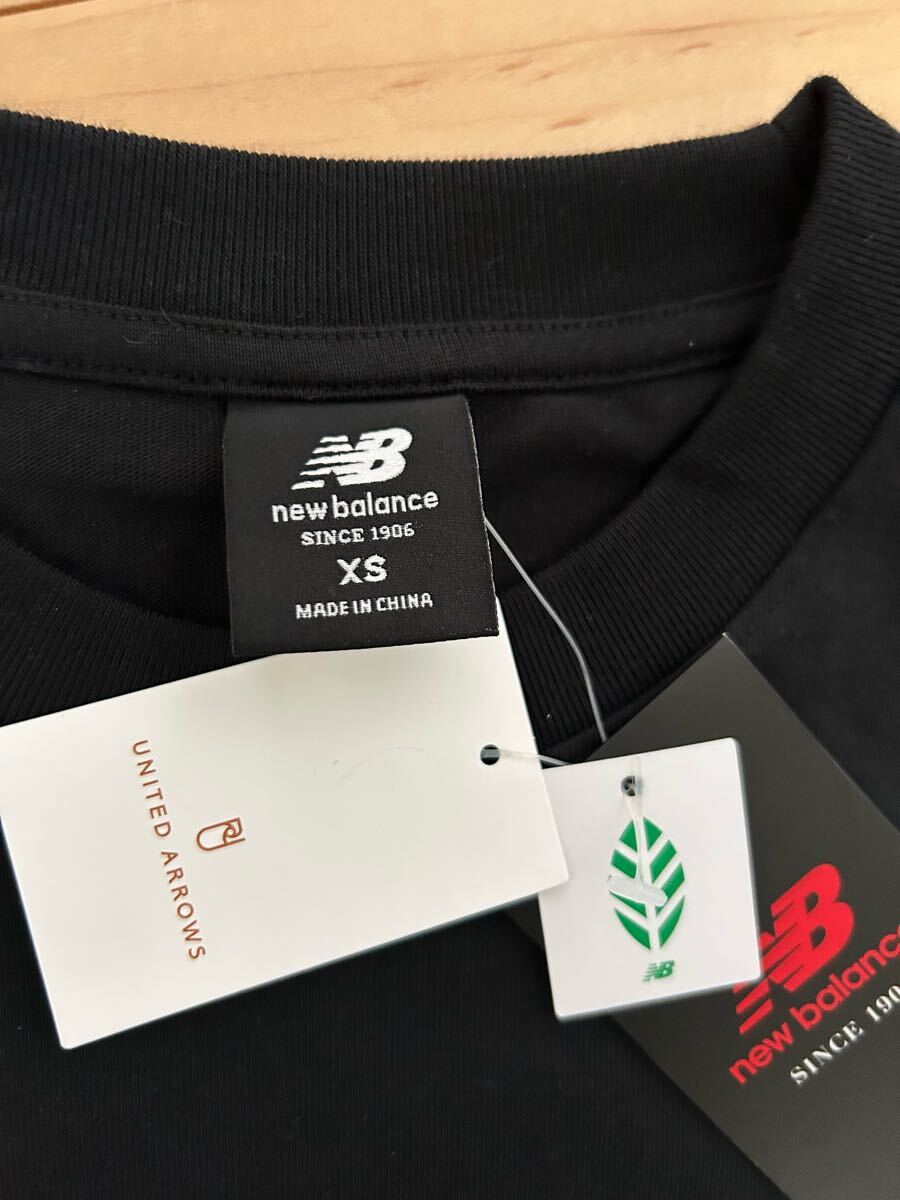 NB
new balance
SINCE 1906
XS
MADE IN CHINA
UNITED ARROWS
NB
NB
new balance
SINCE 190